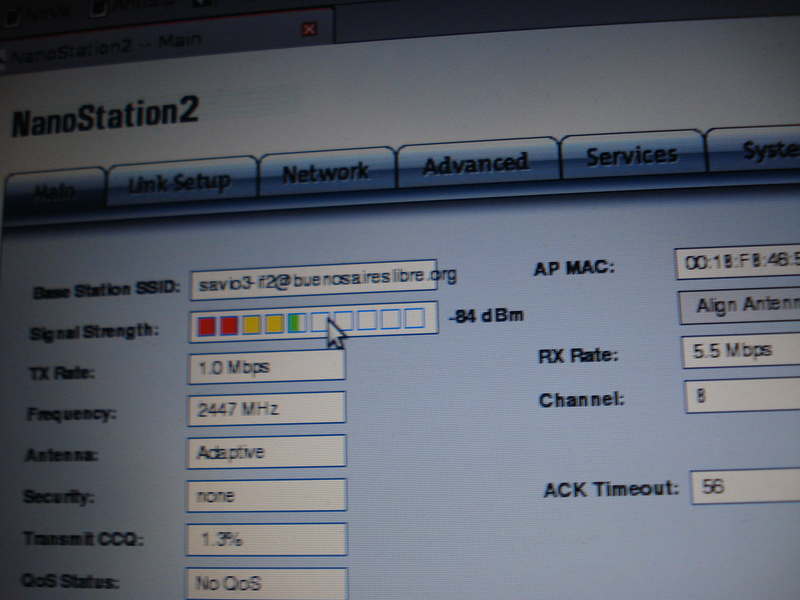 NanoStation2 -- Main
NanoStation2
Main Link Setup Network Advanced Services Syste
Base Station SSID: savio3-if2@buenosaireslibre.org AP MAC: 00:18:F8:46:5
Signal Strength: -84 dBm Align Antenn
TX Rate: 1.0 Mbps RX Rate: 5.5 Mbps
Frequency: 2447 MHz Channel: 8
Antenna: Adaptive
Security: none ACK Timeout: 56
Transmit CCQ: 1.3%
QoS Status: No QoS